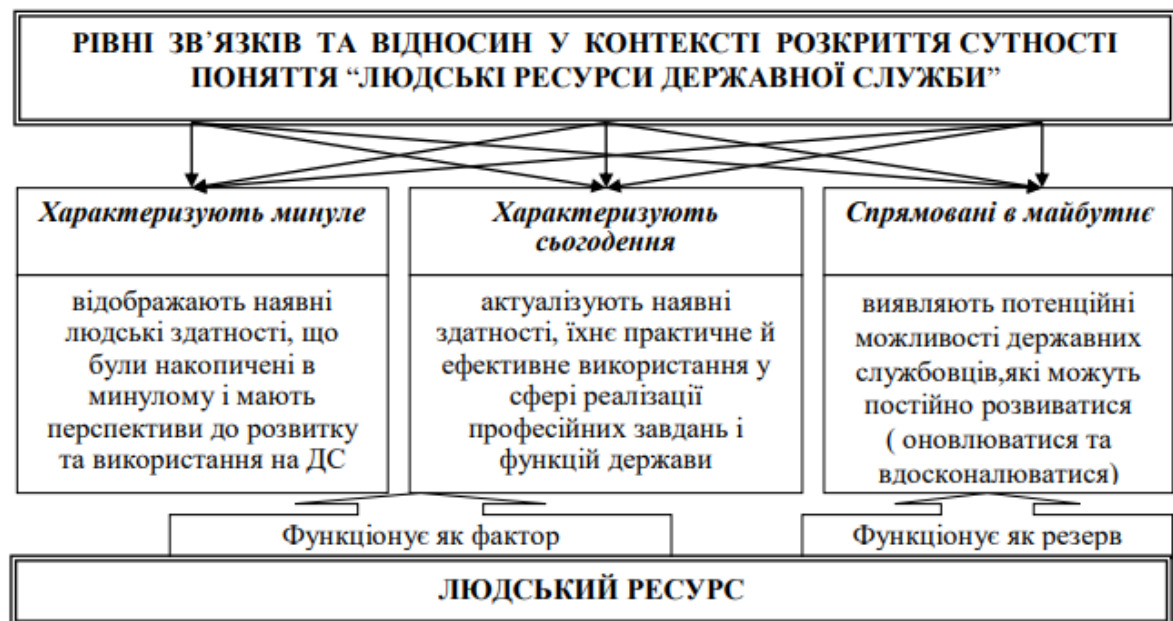 РІВНІ ЗВ᾽ЯЗКІВ ТА ВІДНОСИН У КОНТЕКСТІ РОЗКРИТТЯ СУТНОСТІ
ПОНЯТТЯ “ЛЮДСЬКІ РЕСУРСИ ДЕРЖАВНОЇ СЛУЖБИ”
Характеризують минуле
відображають наявні
людські здатності, що
були накопичені в
минулому і мають
перспективи до розвитку
та використання на ДС
Характеризують
сьогодення
актуалізують наявні
здатності, їхнє практичне й
ефективне використання у
сфері реалізації
професійних завдань і
функцій держави
Спрямовані в майбутнє
виявляють потенційні
можливості державних
службовців,які можуть
постійно розвиватися
( оновлюватися та
вдосконалюватися)
Функціонує як фактор
Функціонує як резерв
ЛЮДСЬКИЙ РЕСУРС